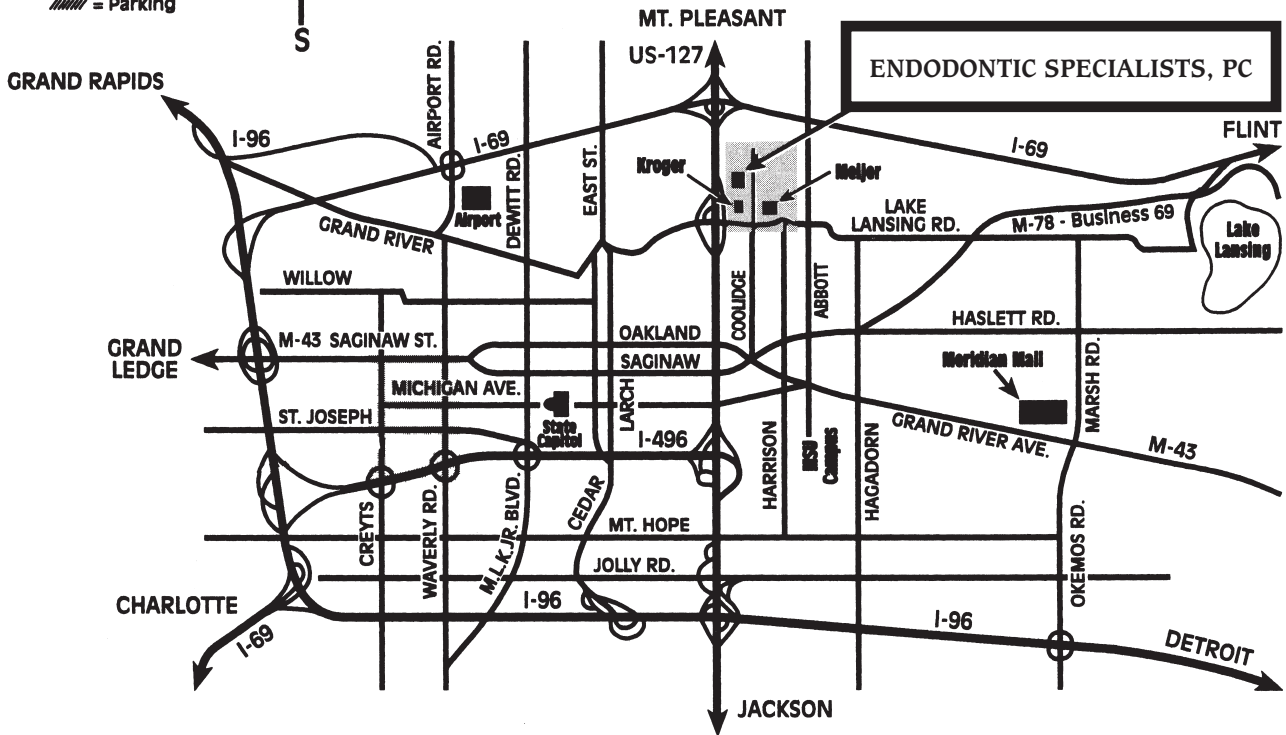 = Parking
S
MT. PLEASANT
US-127
ENDODONTIC SPECIALISTS, PC
GRAND RAPIDS
I-96
AIRPORT RD.
I-69
DEWITT RD.
EAST ST.
Kroger
Meijer
I-69
FLINT
Airport
GRAND RIVER
LAKE
LANSING RD.
M-78 - Business 69
Lake
Lansing
WILLOW
COOLIDGE
ABBOTT
M-43 SAGINAW ST.
OAKLAND
SAGINAW
HASLETT RD.
GRAND
LEDGE
Meridian Mall
MARSH RD.
MICHIGAN AVE.
LARCH
ST. JOSEPH
State
Capitol
I-496
HARRISON
MSU
Campus
HAGADORN
GRAND RIVER AVE.
M-43
CREYTS
WAVERLY RD.
M.L.K.JR. BLVD.
CEDAR
MT. HOPE
JOLLY RD.
OKEMOS RD.
CHARLOTTE
I-69
I-96
I-96
DETROIT
JACKSON